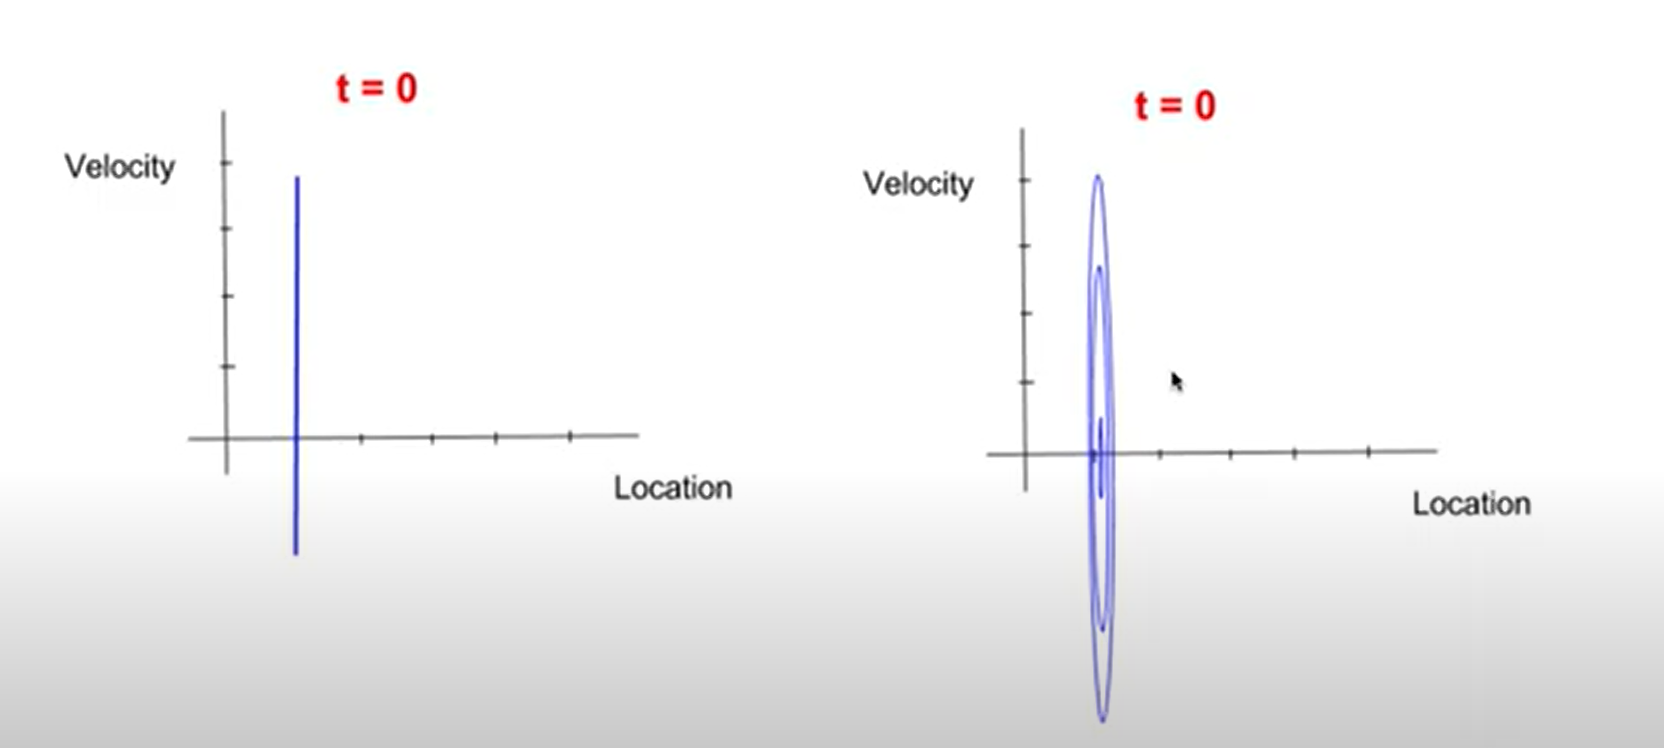 t = 0
Velocity
Location
t = 0
Velocity
Location